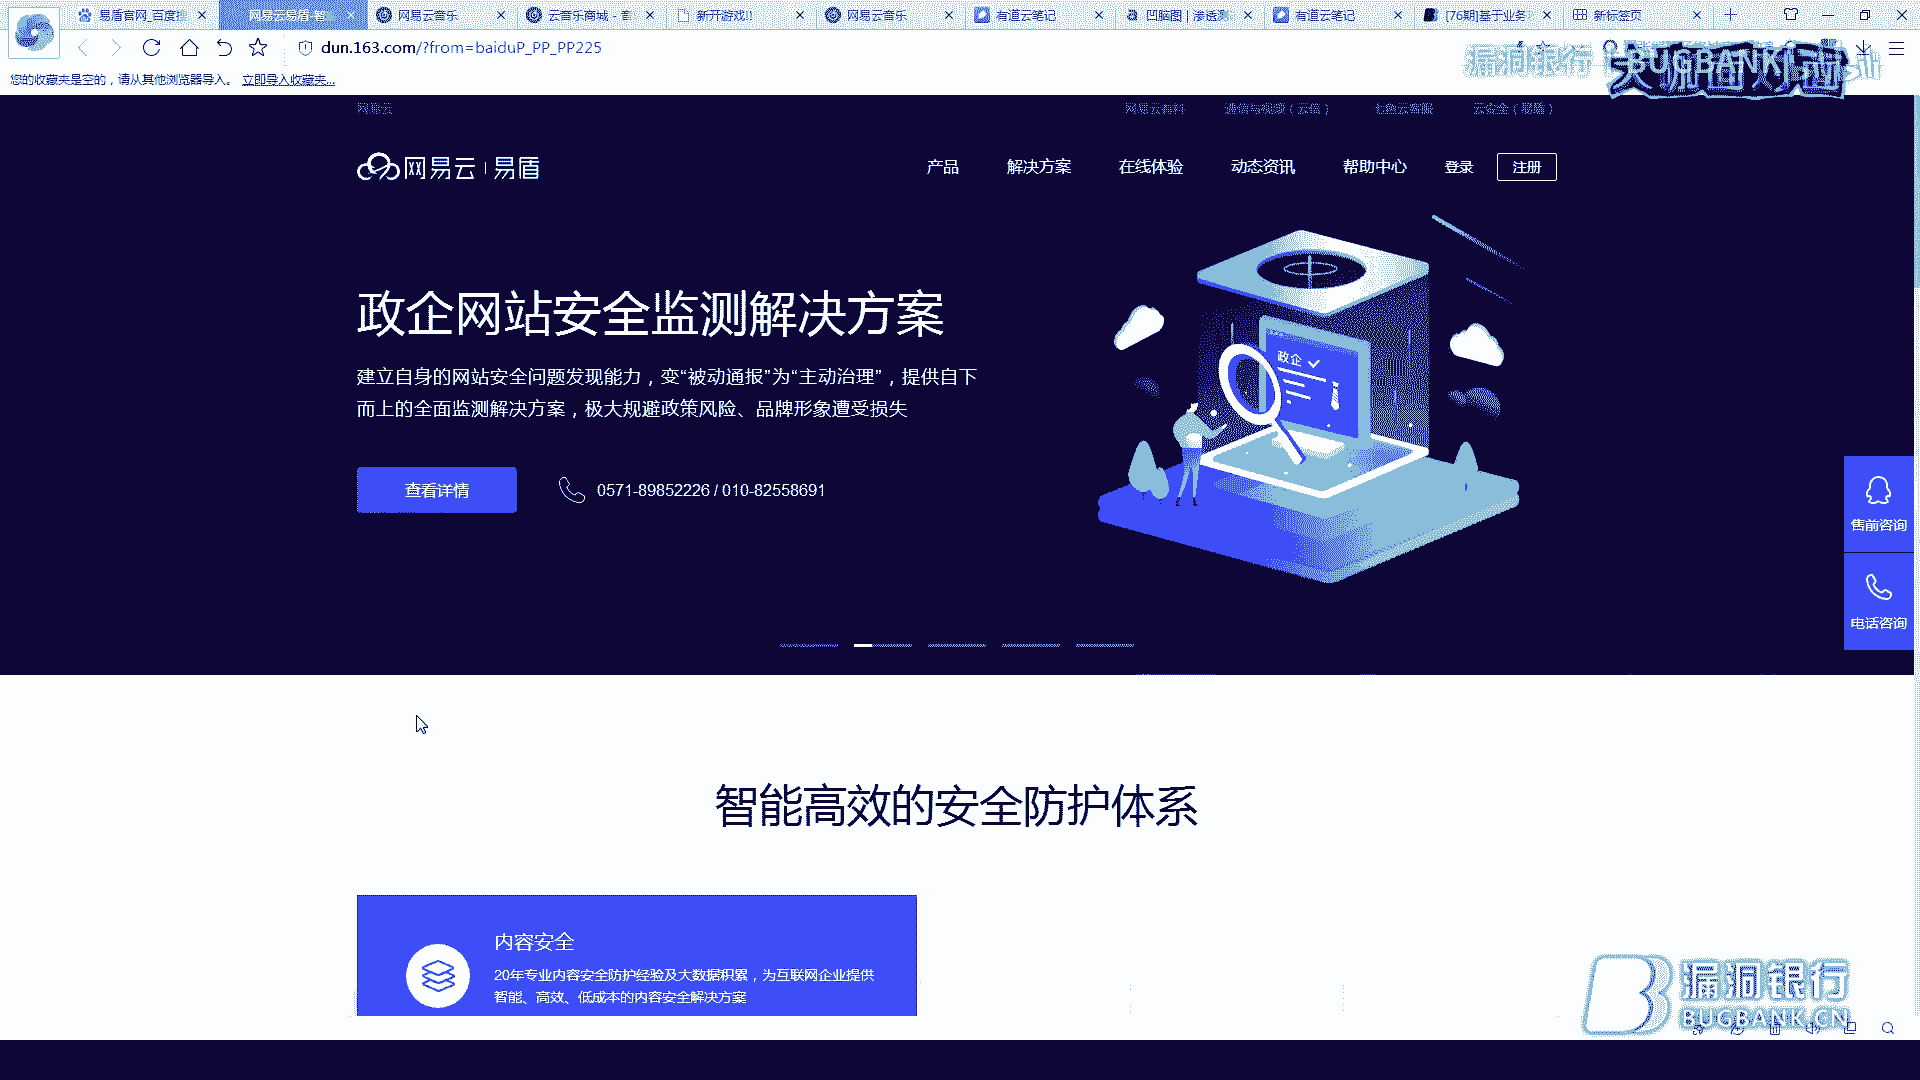 易盾官网_百度搜
网易云易盾-智
网易云音乐
云音乐商城 - 音
新开游戏!!
网易云音乐
有道云笔记
凹脑图 | 渗透测
有道云笔记
[76期]基于业务
新标签页
dun.163.com/?from=baiduP_PP_PP225
您的收藏夹是空的，请从其他浏览器导入。 立即导入收藏夹...
漏洞银行
BUGBANK
大咖面对面
网易云
通信与视频（云信）
七鱼云客服
云安全（易盾）
网易云 | 易盾
产品
解决方案
在线体验
动态资讯
帮助中心
登录
注册
政企网站安全监测解决方案
建立自身的网站安全问题发现能力，变“被动通报”为“主动治理”，提供自下
而上的全面监测解决方案，极大规避政策风险、品牌形象遭受损失
政企
查看详情
0571-89852226 / 010-82558691
售前咨询
电话咨询
智能高效的安全防护体系
内容安全
20年专业内容安全防护经验及大数据积累，为互联网企业提供
智能、高效、低成本的内容安全解决方案
漏洞银行
BUGBANK.CN